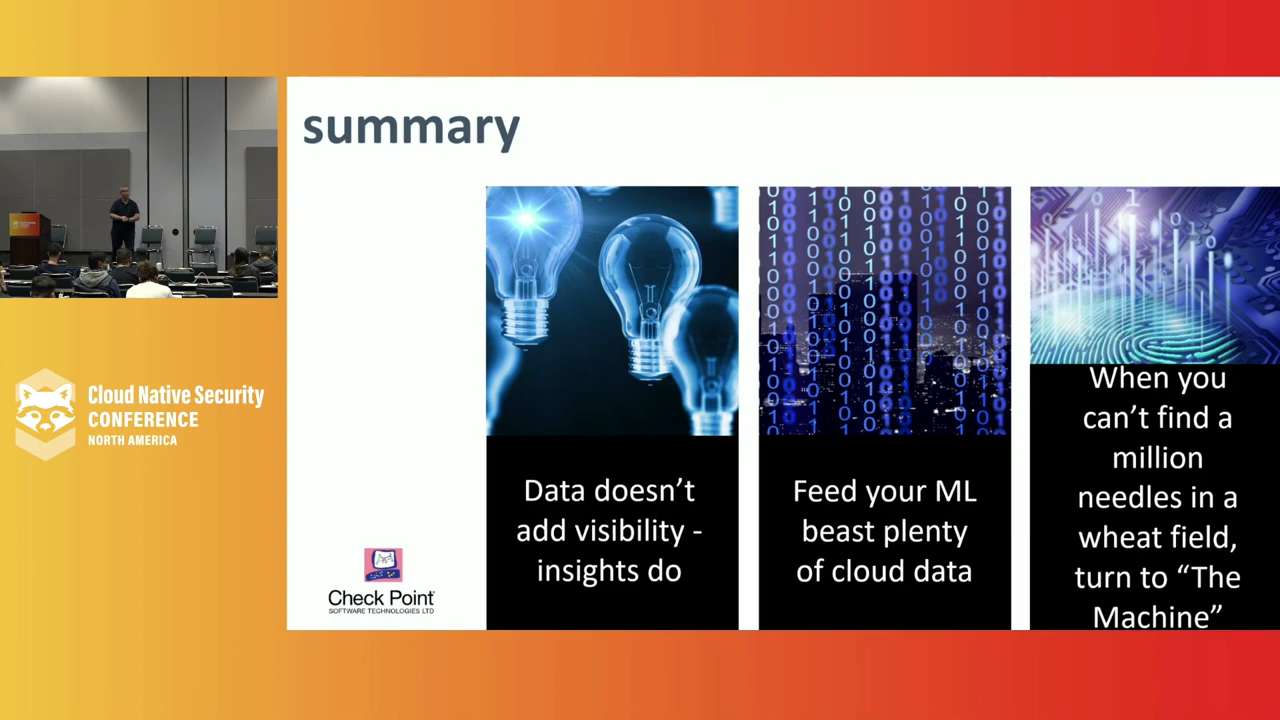 summary
Data doesn't
add visibility -
insights do
Feed your ML
beast plenty
of cloud data
When you
can't find a
million
needles in a
wheat field,
turn to “The
Machine”
Check Point
SOFTWARE TECHNOLOGIES LTD
Cloud Native Security
CONFERENCE
NORTH AMERICA